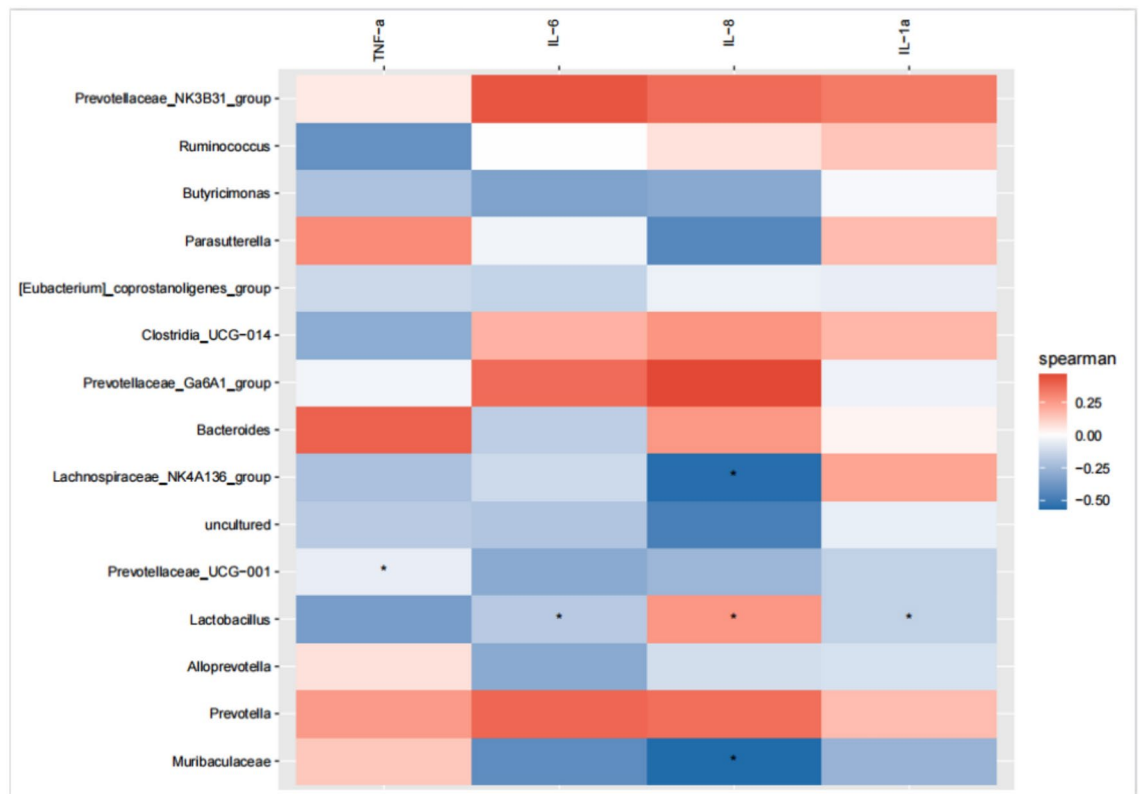 TNF-a
IL-6
IL-8
IL-1a
Prevotellaceae_NK3B31_group
Ruminococcus
Butyricimonas
Parasutterella
[Eubacterium]_coprostanoligenes_group
Clostridia_UCG-014
Prevotellaceae_Ga6A1_group
Bacteroides
Lachnospiraceae_NK4A136_group
*
uncultured
Prevotellaceae_UCG-001
*
Lactobacillus
* * *
Alloprevotella
Prevotella
Muribaculaceae
*
spearman
0.25
0.00
-0.25
-0.50